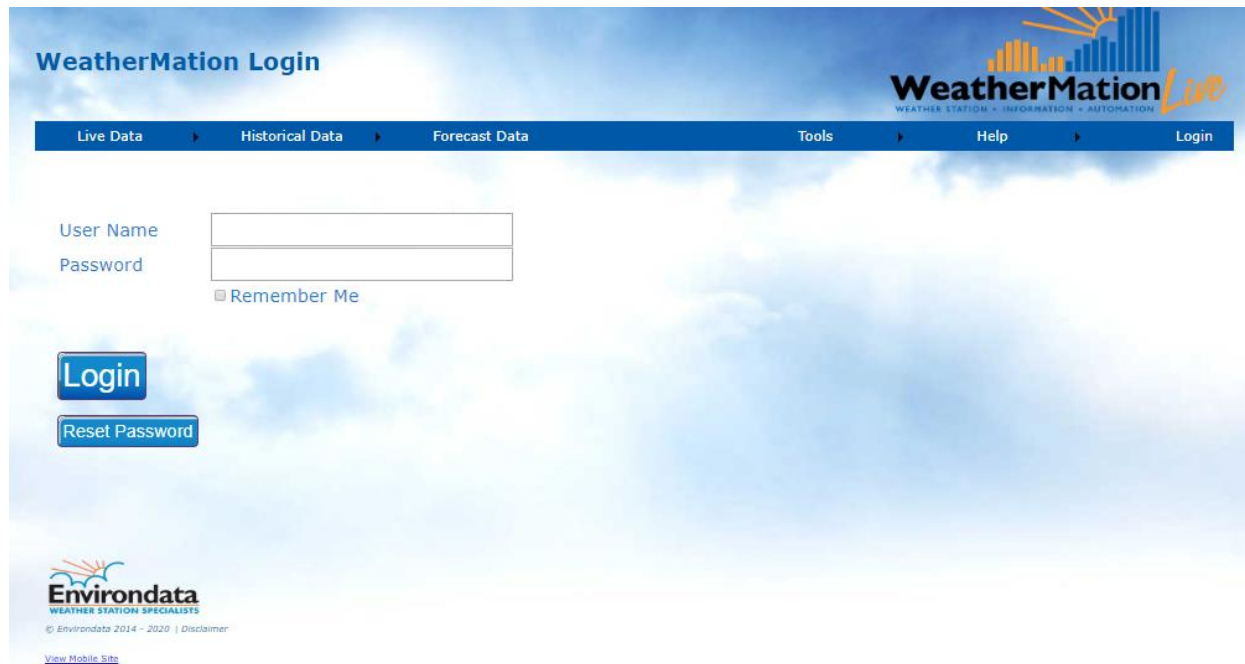 WeatherMation Login
WeatherMation Live
WEATHER STATION • INFORMATION • AUTOMATION
Live Data Historical Data Forecast Data Tools Help Login
User Name
Password
Remember Me
Login
Reset Password
Environdata
WEATHER STATION SPECIALISTS
© Environdata 2014 - 2020 | Disclaimer
View Mobile Site